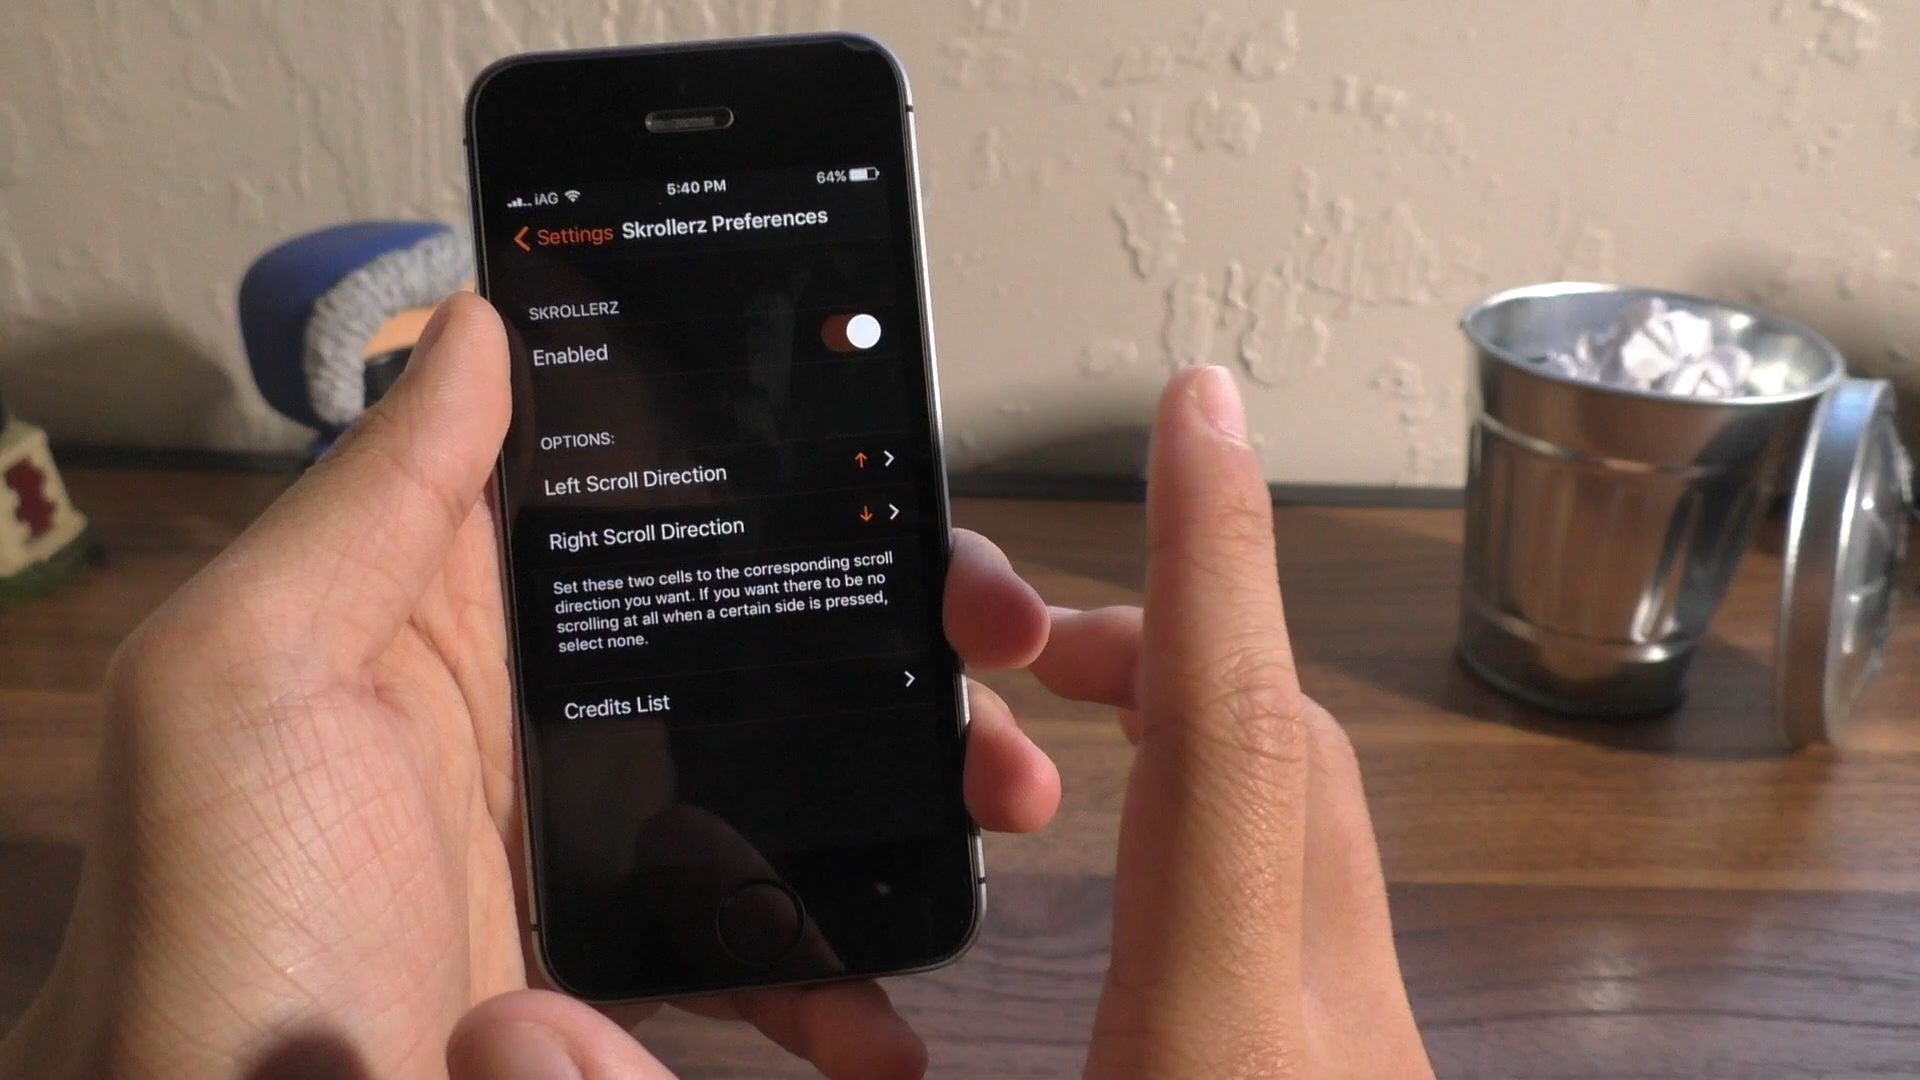 iAG 5:40 PM 64%
Settings Skrollerz Preferences
SKROLLERZ
Enabled
OPTIONS:
Left Scroll Direction ↑
Right Scroll Direction ↓
Set these two cells to the corresponding scroll
direction you want. If you want there to be no
scrolling at all when a certain side is pressed,
select none.
Credits List